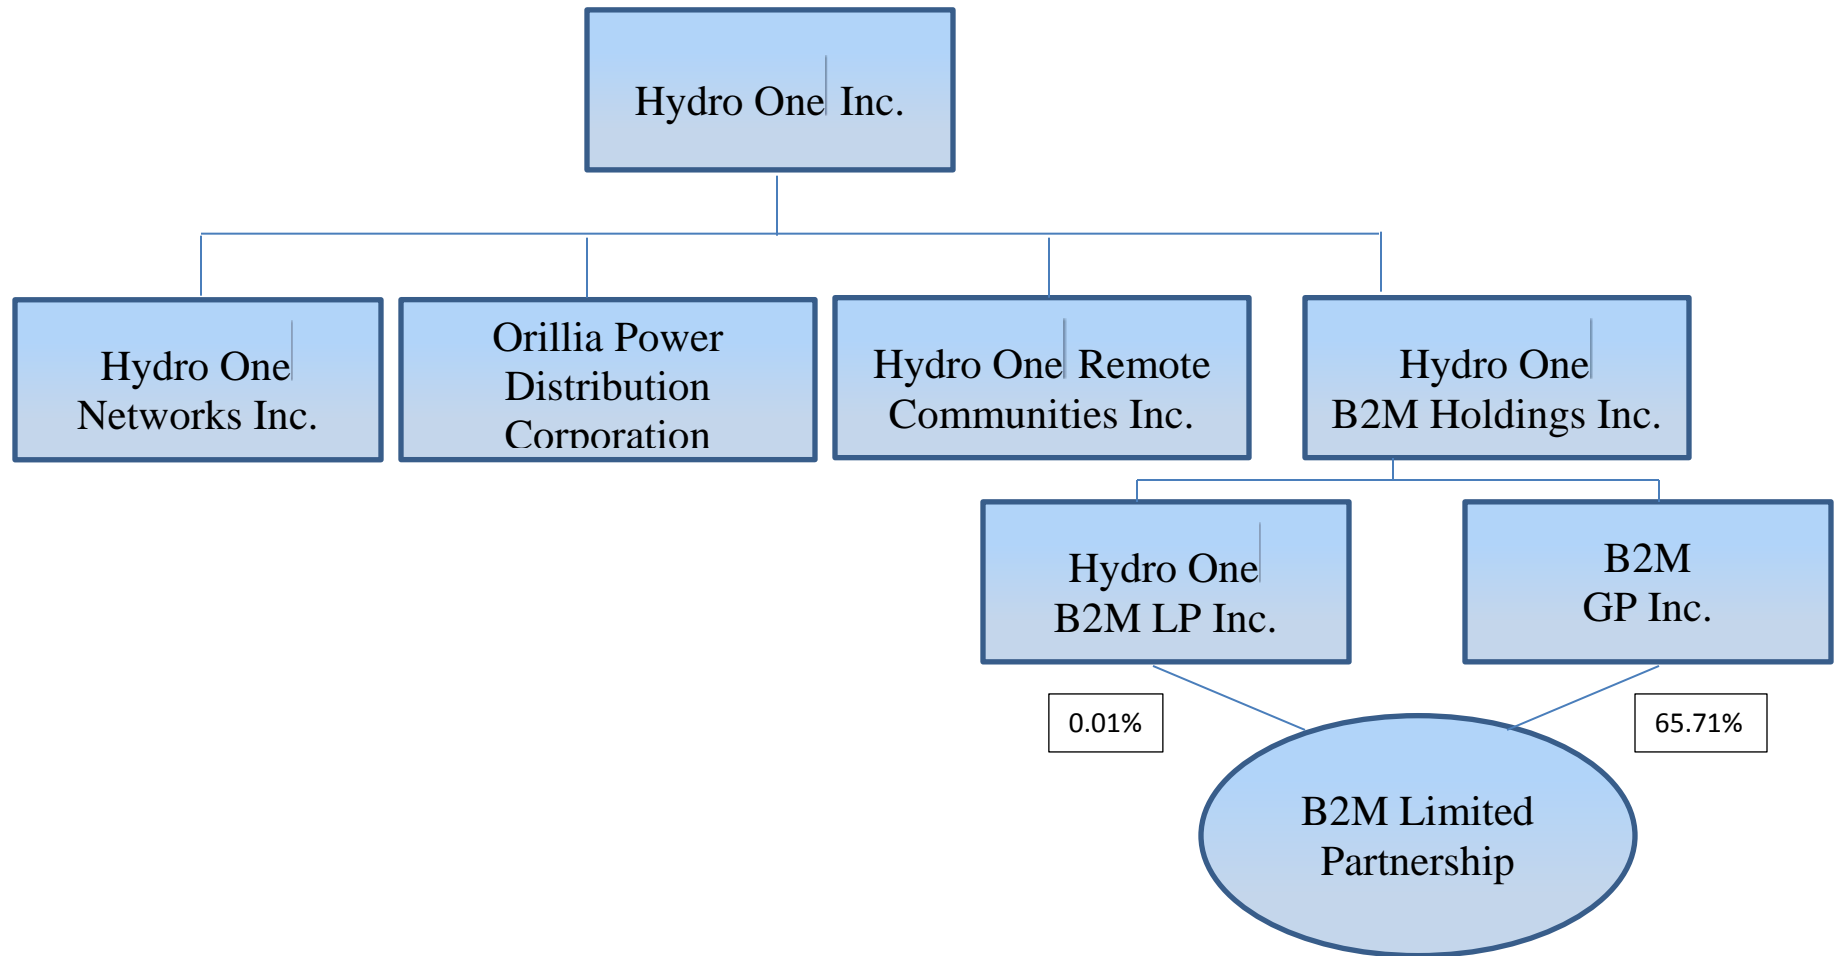 Hydro One Inc.
Hydro One
Networks Inc.
Orillia Power
Distribution
Corporation
Hydro One Remote
Communities Inc.
Hydro One
B2M Holdings Inc.
Hydro One
B2M LP Inc.
B2M
GP Inc.
0.01%
65.71%
B2M Limited
Partnership